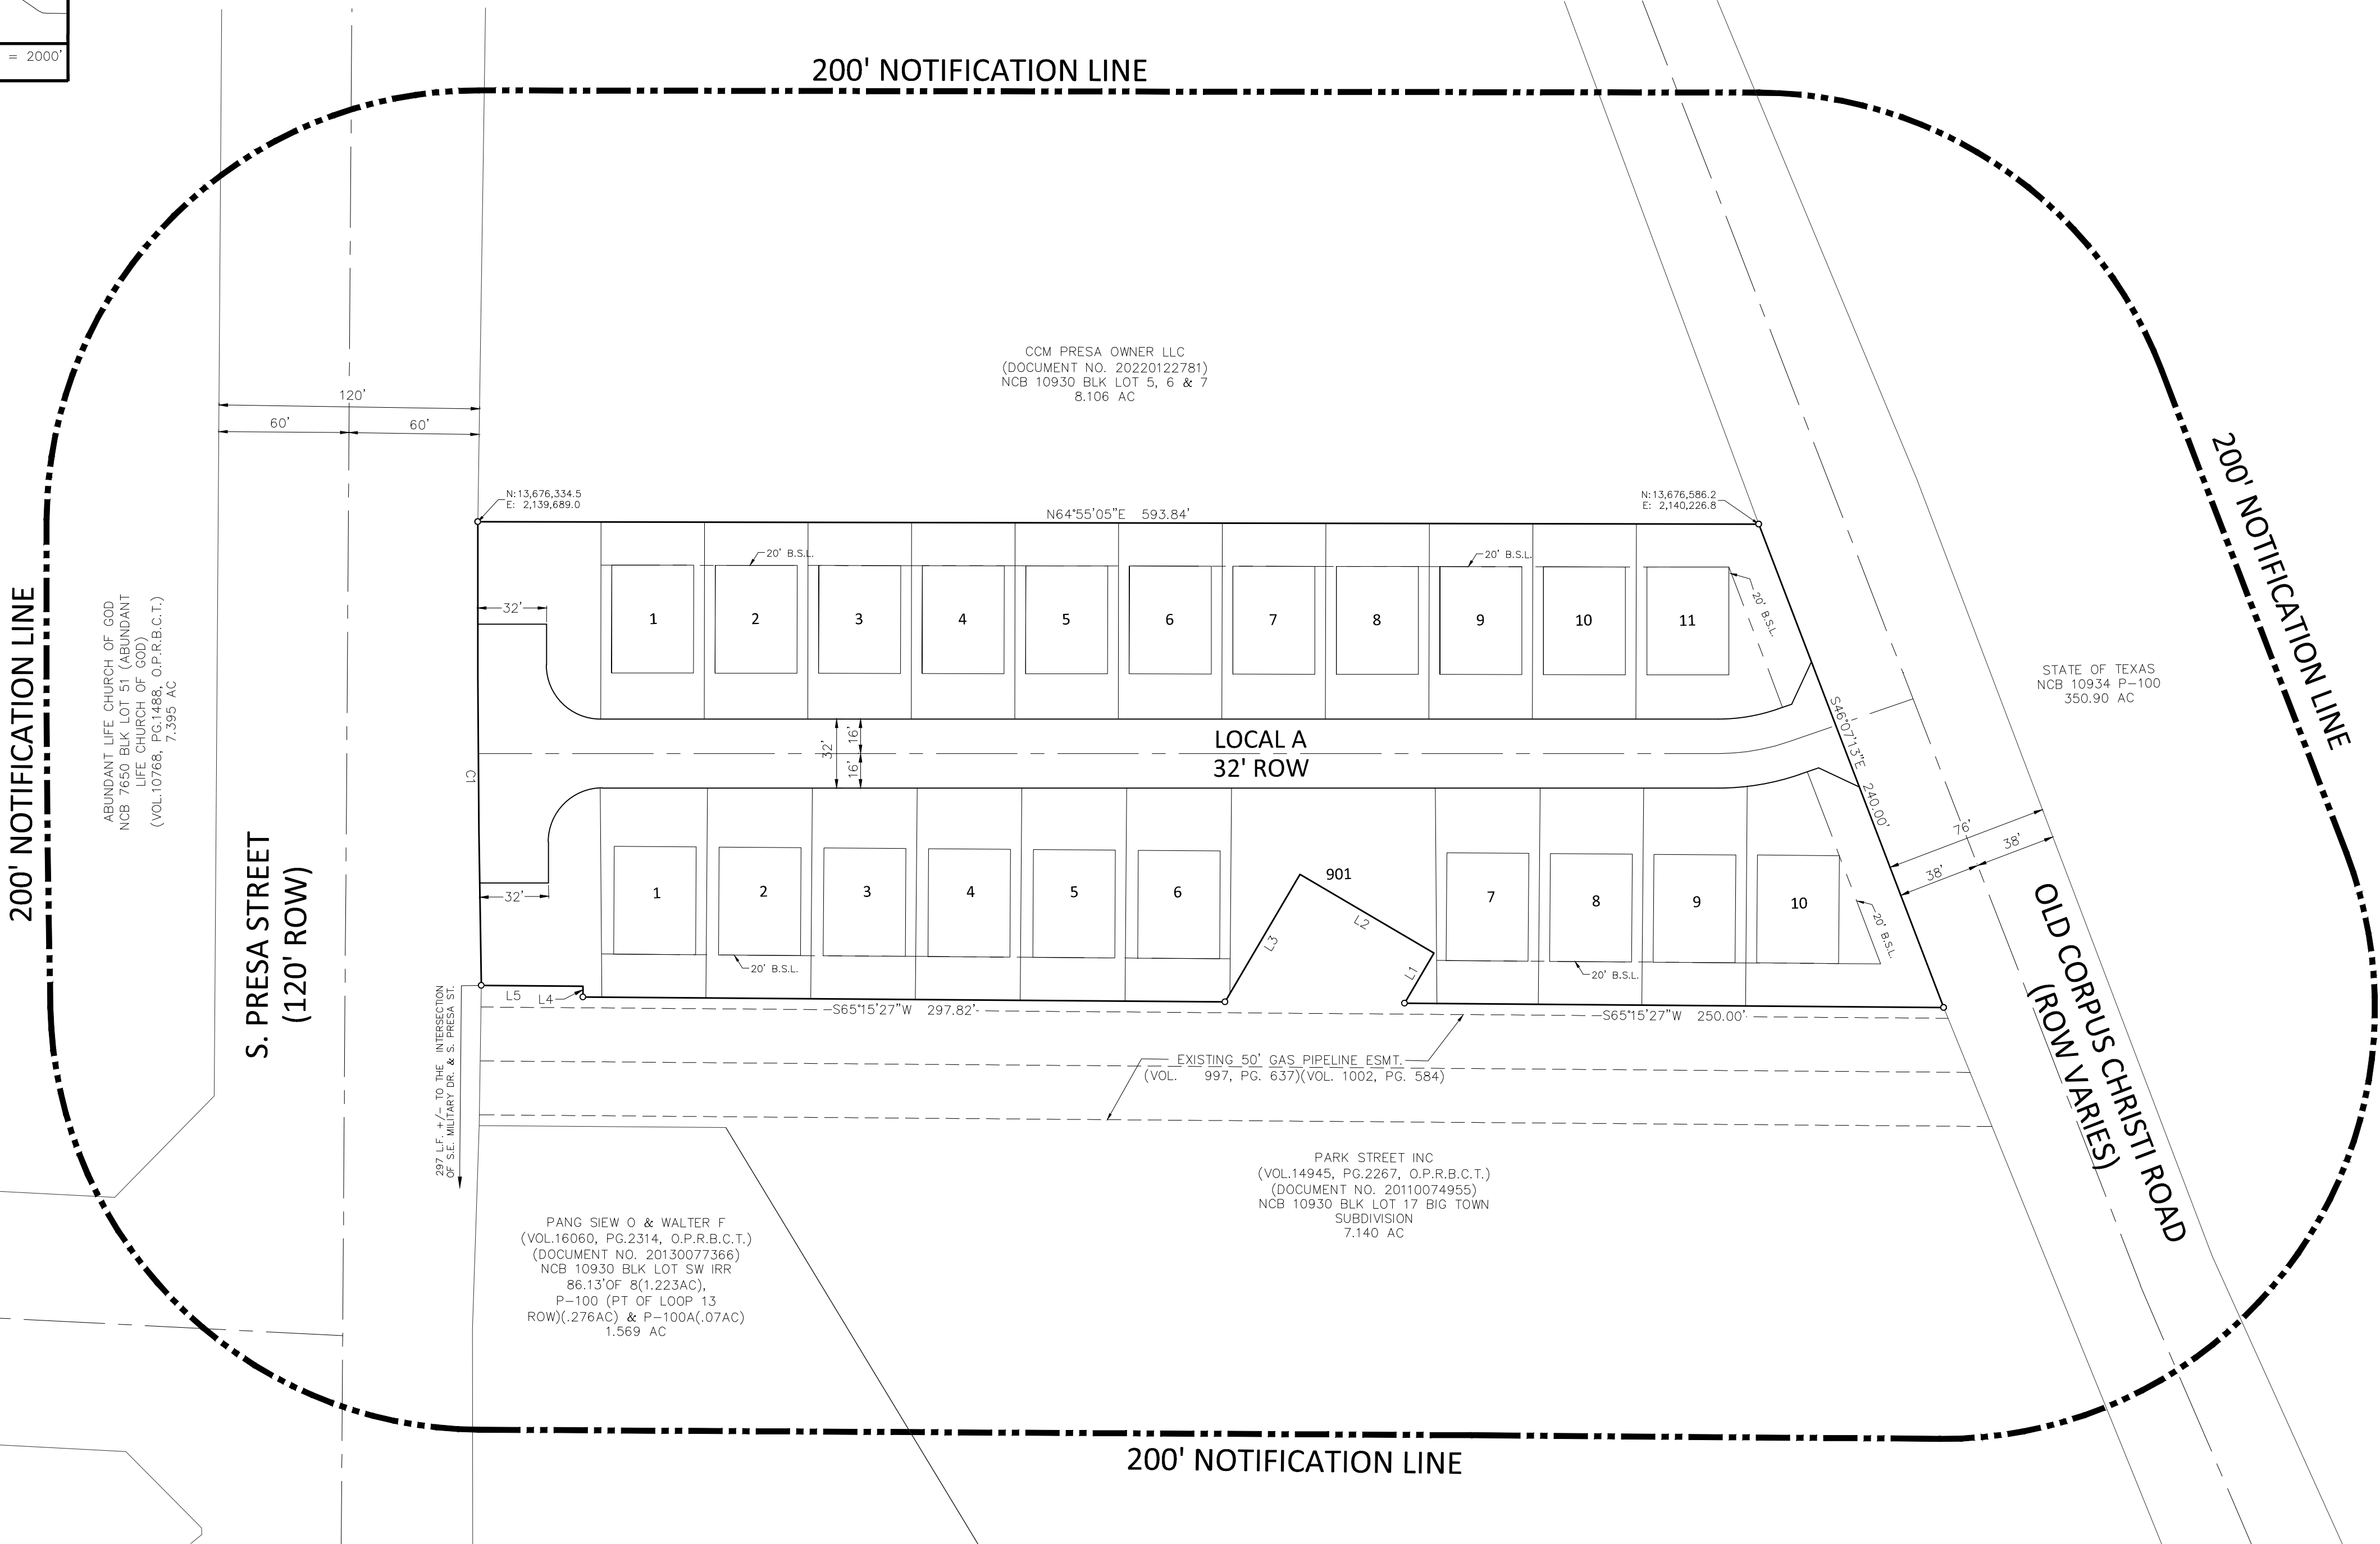 = 2000'
200' NOTIFICATION LINE
CCM PRESA OWNER LLC
(DOCUMENT NO. 20220122781)
NCB 10930 BLK LOT 5, 6 & 7
8.106 AC
120'
60'
60'
N:13,676,334.5
E: 2,139,689.0
N64°55'05"E 593.84'
N:13,676,586.2
E: 2,140,226.8
200' NOTIFICATION LINE
20' B.S.L.
20' B.S.L.
20' B.S.L.
32'
1
2
3
4
5
6
7
8
9
10
11
200' NOTIFICATION LINE
ABUNDANT LIFE CHURCH OF GOD
NCB 7650 BLK LOT 51 (ABUNDANT
LIFE CHURCH OF GOD)
(VOL.10768, PG.1488, O.P.R.B.C.T.)
7.395 AC
STATE OF TEXAS
NCB 10934 P-100
350.90 AC
S46°07'13"E 240.00'
C1
32'
16'
16'
LOCAL A
32' ROW
76'
38'
38'
S. PRESA STREET
(120' ROW)
32'
1
2
3
4
5
6
901
L3
L2
L1
7
8
9
10
20' B.S.L.
20' B.S.L.
20' B.S.L.
OLD CORPUS CHRISTI ROAD
(ROW VARIES)
L5
L4
S65°15'27"W 297.82'
S65°15'27"W 250.00'
297 L.F. +/- TO THE INTERSECTION
OF S.E. MILITARY DR. & S. PRESA ST.
EXISTING 50' GAS PIPELINE ESMT.
(VOL. 997, PG. 637)(VOL. 1002, PG. 584)
PARK STREET INC
(VOL.14945, PG.2267, O.P.R.B.C.T.)
(DOCUMENT NO. 20110074955)
NCB 10930 BLK LOT 17 BIG TOWN
SUBDIVISION
7.140 AC
PANG SIEW O & WALTER F
(VOL.16060, PG.2314, O.P.R.B.C.T.)
(DOCUMENT NO. 20130077366)
NCB 10930 BLK LOT SW IRR
86.13'OF 8(1.223AC),
P-100 (PT OF LOOP 13
ROW)(.276AC) & P-100A(.07AC)
1.569 AC
200' NOTIFICATION LINE